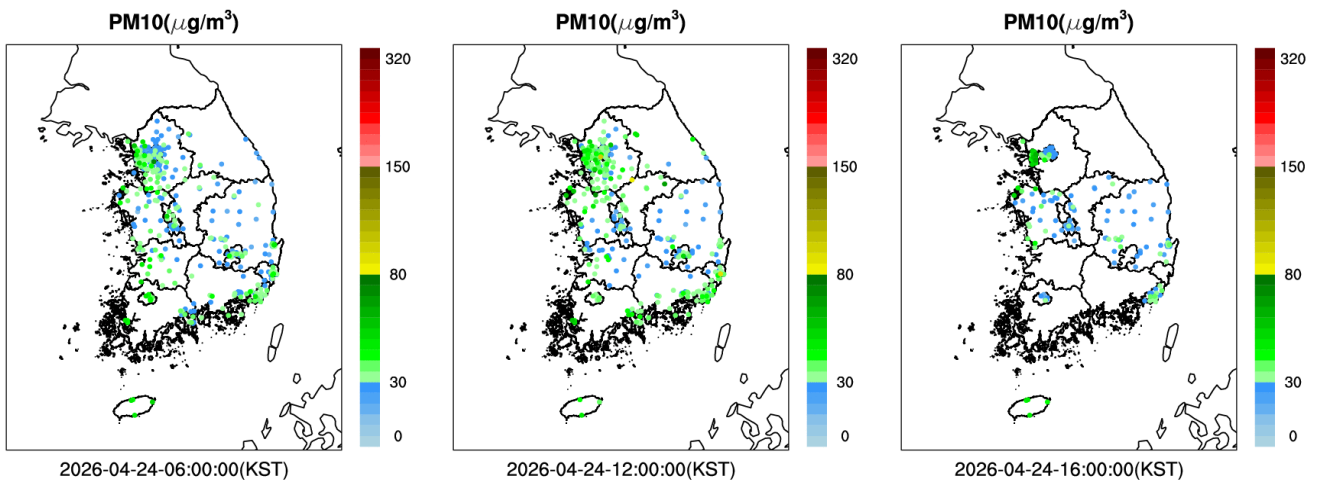 PM10(μg/m³) PM10(μg/m³) PM10(μg/m³)
320 320 320
150 150 150
80 80 80
30 30 30
0 0 0
2026-04-24-06:00:00(KST) 2026-04-24-12:00:00(KST) 2026-04-24-16:00:00(KST)